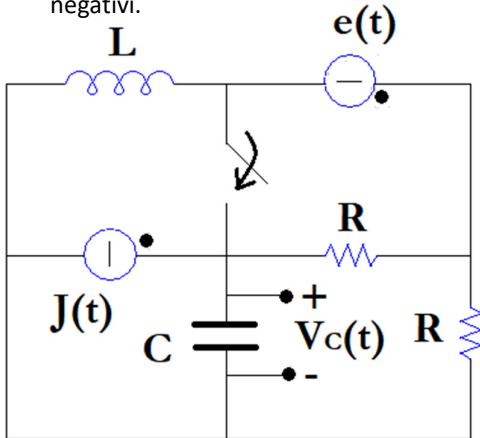 negativi.
e(t)
L
R
+
J(t)
C
VC(t)
R
-